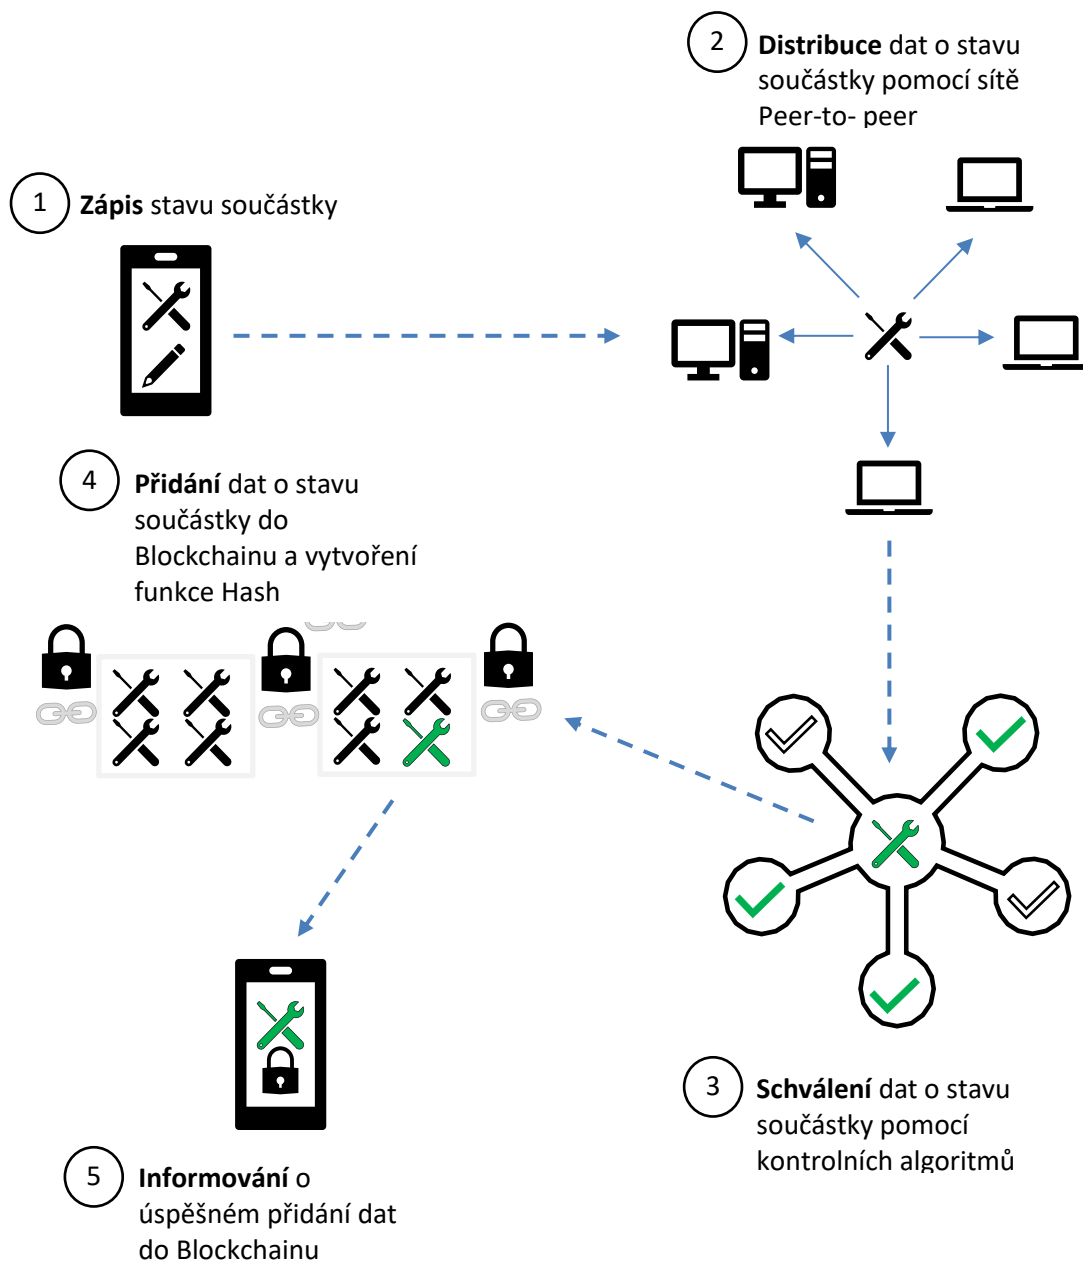 1
Zápis stavu součástky
2
Distribuce dat o stavu
součástky pomocí sítě
Peer-to- peer
3
Schválení dat o stavu
součástky pomocí
kontrolních algoritmů
4
Přidání dat o stavu
součástky do
Blockchainu a vytvoření
funkce Hash
5
Informování o
úspěšném přidání dat
do Blockchainu